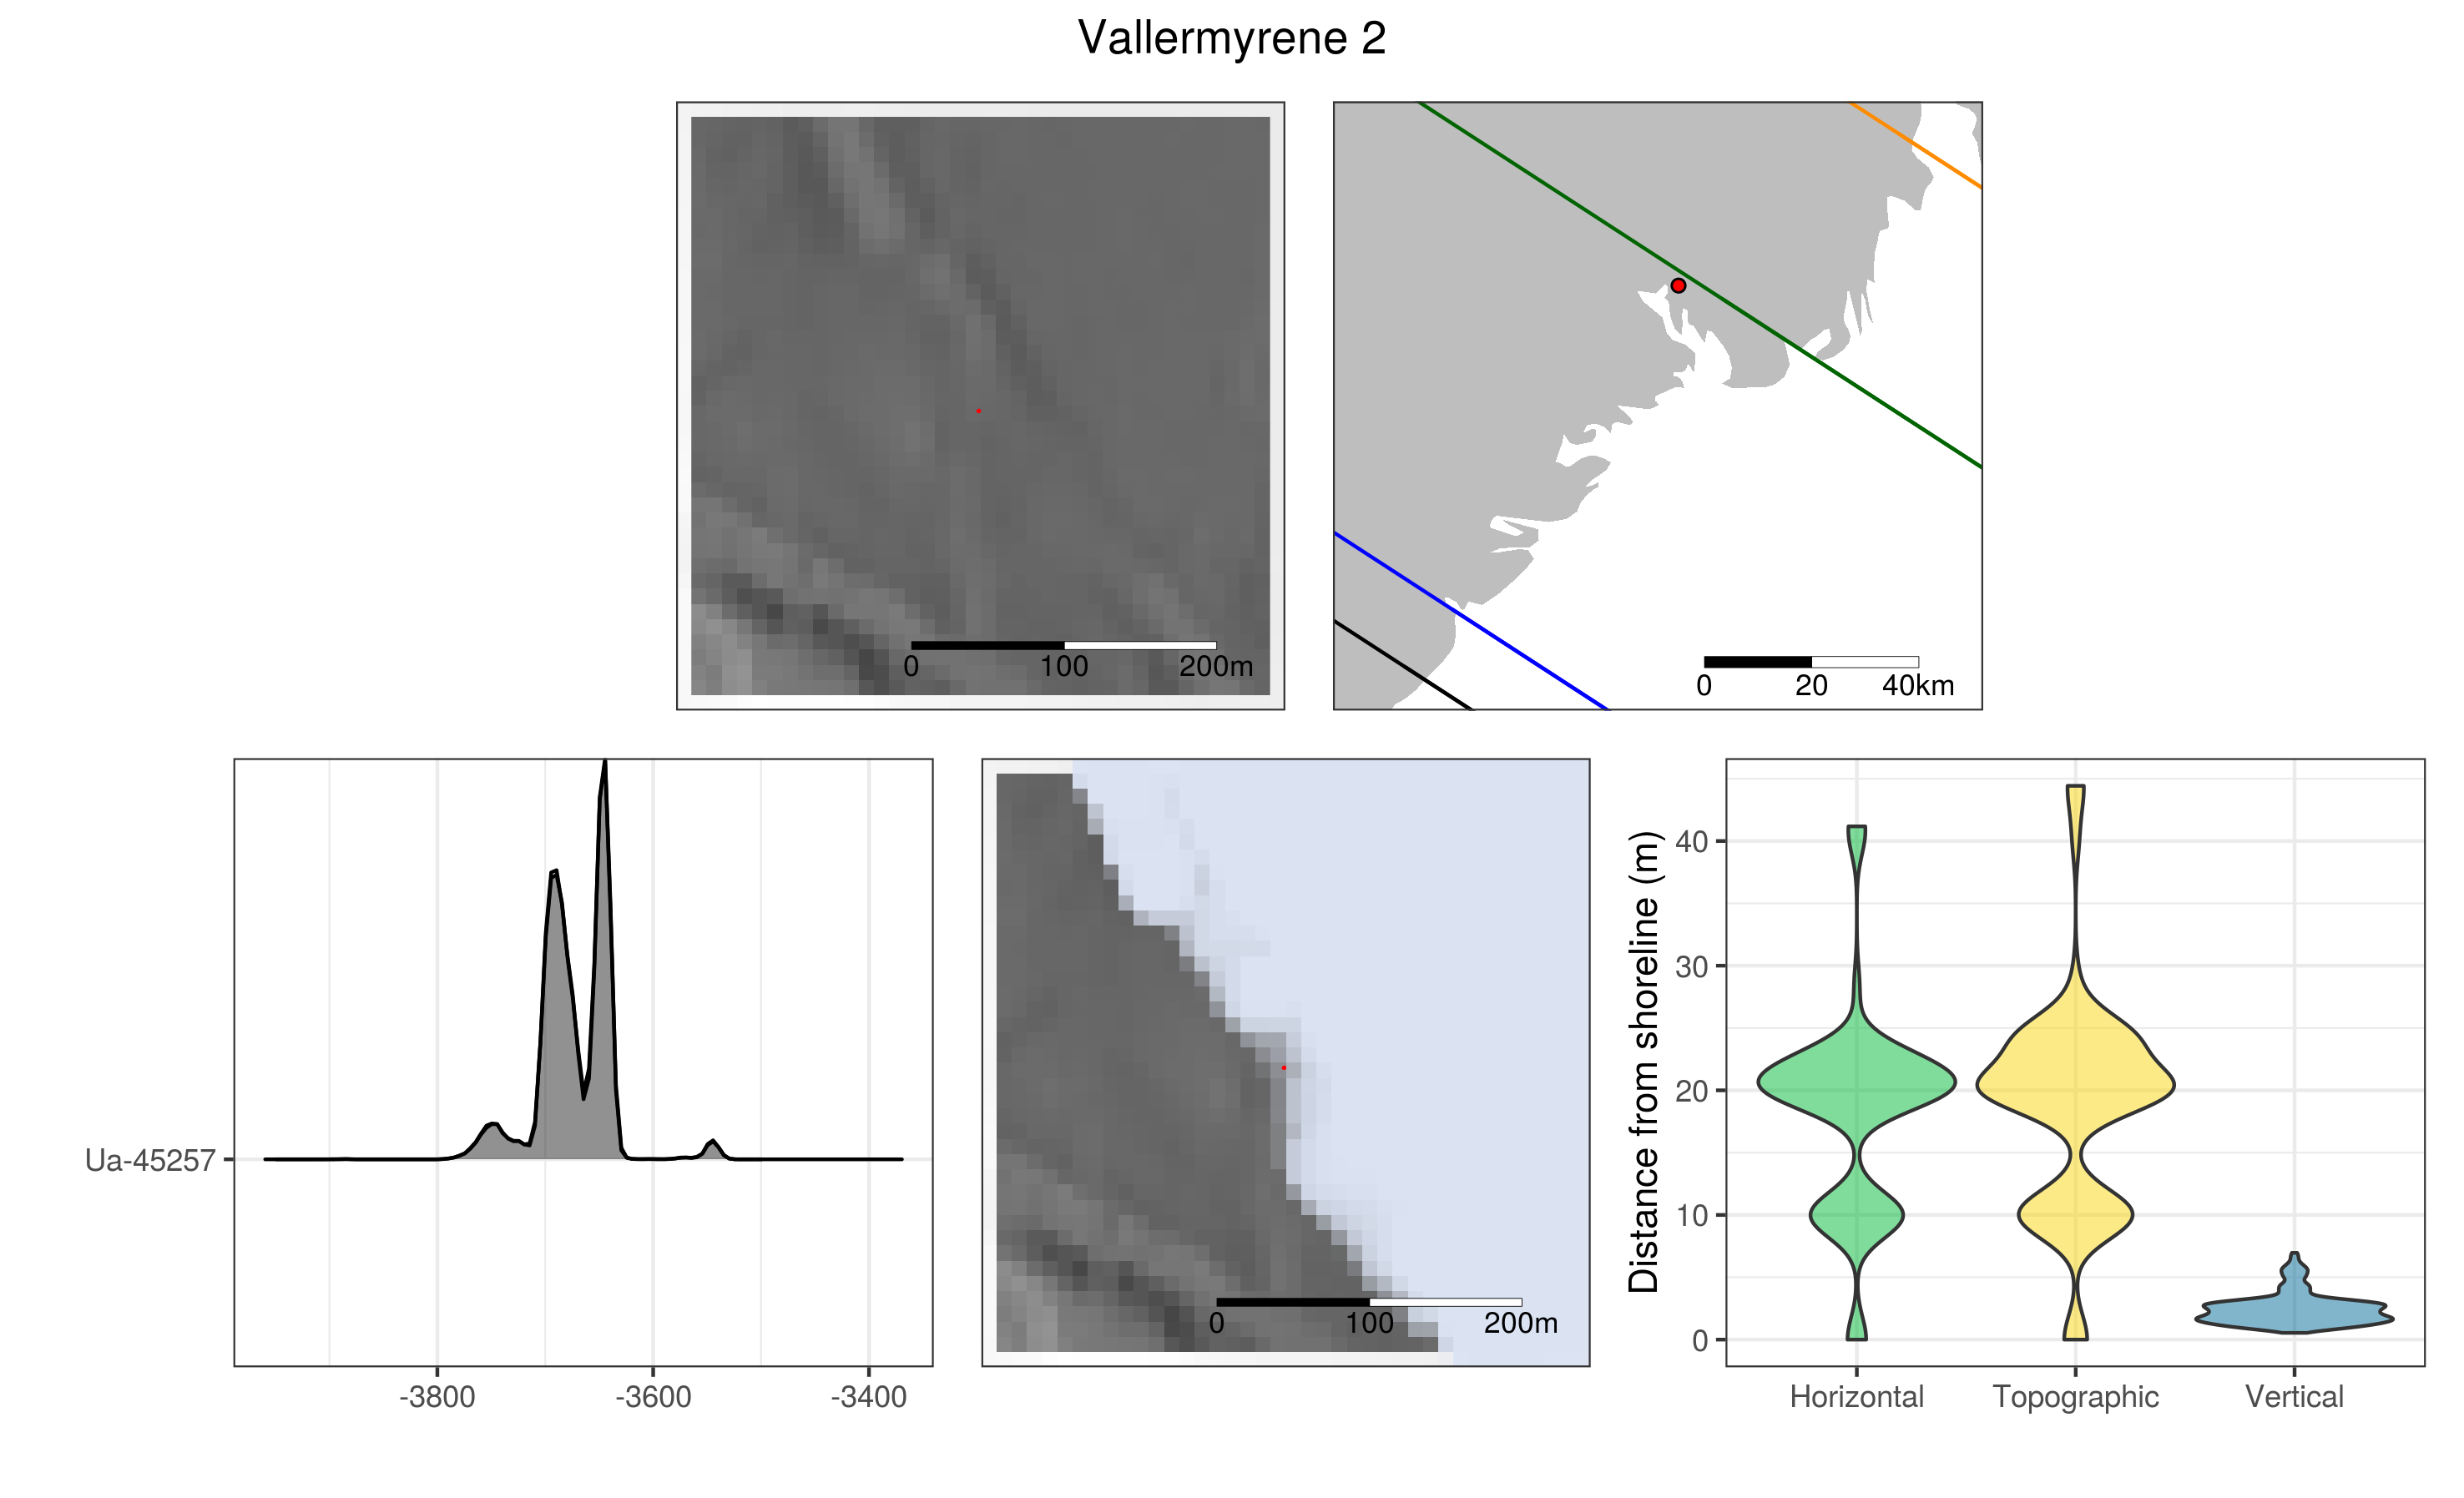 Vallermyrene 2
0 100 200m
0 20 40km
Ua-45257
-3800 -3600 -3400
0 100 200m
Distance from shoreline (m)
40
30
20
10
0
Horizontal Topographic Vertical